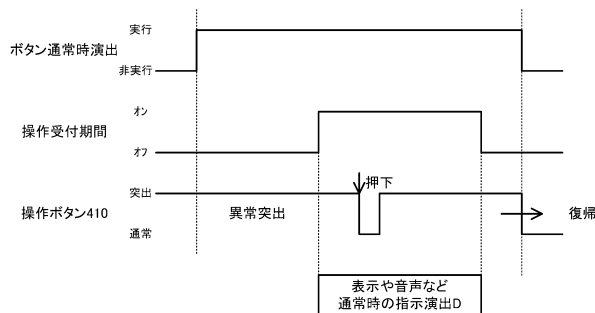 ボタン通常時演出
実行
非実行
操作受付期間
オン
オフ
操作ボタン410
突出
通常
異常突出
押下
復帰
表示や音声など
通常時の指示演出D